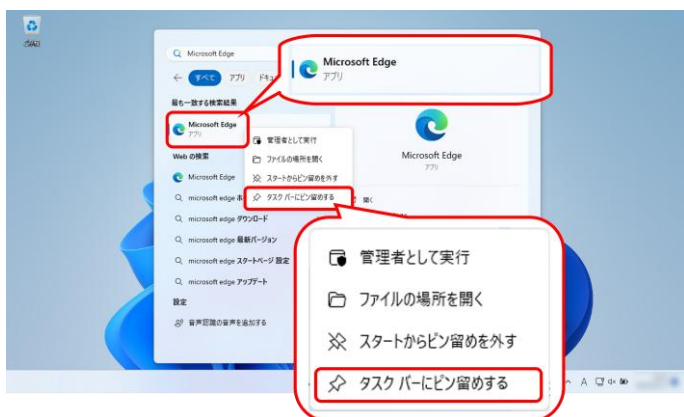 ごみ箱
Microsoft Edge
すべて アプリ
最も一致する検索結果
Microsoft Edge
アプリ
Web の検索
Microsoft Edge
microsoft edge
microsoft edge ダウンロード
microsoft edge 最新バージョン
microsoft edge スタートページ 設定
microsoft edge アップデート
設定
音声認識の音声を追加する
管理者として実行
ファイルの場所を開く
スタートからピン留めを外す
タスク バーにピン留めする
Microsoft Edge
アプリ
Microsoft Edge
アプリ
開く
管理者として実行
ファイルの場所を開く
スタートからピン留めを外す
タスク バーにピン留めする
A